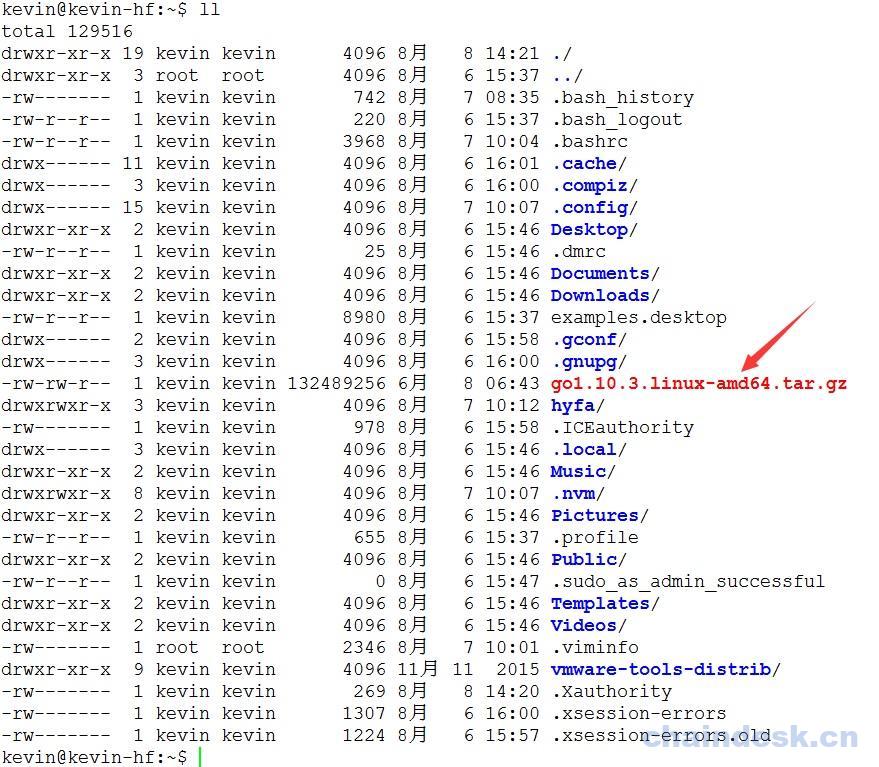 kevin@kevin-hf:~$ ll
total 129516
drwxr-xr-x 19 kevin kevin      4096 8月   8 14:21 ./
drwxr-xr-x  3 root  root       4096 8月   6 15:37 ../
-rw-------  1 kevin kevin       742 8月   7 08:35 .bash_history
-rw-r--r--  1 kevin kevin       220 8月   6 15:37 .bash_logout
-rw-r--r--  1 kevin kevin      3968 8月   7 10:04 .bashrc
drwx------ 11 kevin kevin      4096 8月   6 16:01 .cache/
drwx------  3 kevin kevin      4096 8月   6 16:00 .compiz/
drwx------ 15 kevin kevin      4096 8月   7 10:07 .config/
drwxr-xr-x  2 kevin kevin      4096 8月   6 15:46 Desktop/
-rw-r--r--  1 kevin kevin        25 8月   6 15:46 .dmrc
drwxr-xr-x  2 kevin kevin      4096 8月   6 15:46 Documents/
drwxr-xr-x  2 kevin kevin      4096 8月   6 15:46 Downloads/
-rw-r--r--  1 kevin kevin      8980 8月   6 15:37 examples.desktop
drwx------  2 kevin kevin      4096 8月   6 15:58 .gconf/
drwx------  3 kevin kevin      4096 8月   6 16:00 .gnupg/
-rw-rw-r--  1 kevin kevin 132489256 6月   8 06:43 go1.10.3.linux-amd64.tar.gz
drwxrwxr-x  3 kevin kevin      4096 8月   7 10:12 hyfa/
-rw-------  1 kevin kevin       978 8月   6 15:58 .ICEauthority
drwx------  3 kevin kevin      4096 8月   6 15:46 .local/
drwxr-xr-x  2 kevin kevin      4096 8月   6 15:46 Music/
drwxrwxr-x  8 kevin kevin      4096 8月   7 10:07 .nvm/
drwxr-xr-x  2 kevin kevin      4096 8月   6 15:46 Pictures/
-rw-r--r--  1 kevin kevin       655 8月   6 15:37 .profile
drwxr-xr-x  2 kevin kevin      4096 8月   6 15:46 Public/
-rw-r--r--  1 kevin kevin         0 8月   6 15:47 .sudo_as_admin_successful
drwxr-xr-x  2 kevin kevin      4096 8月   6 15:46 Templates/
drwxr-xr-x  2 kevin kevin      4096 8月   6 15:46 Videos/
-rw-------  1 root  root       2346 8月   7 10:01 .viminfo
drwxr-xr-x  9 kevin kevin      4096 11月 11  2015 vmware-tools-distrib/
-rw-------  1 kevin kevin       269 8月   8 14:20 .Xauthority
-rw-------  1 kevin kevin      1307 8月   6 16:00 .xsession-errors
-rw-------  1 kevin kevin      1224 8月   6 15:57 .xsession-errors.old
chaindesk.cn
kevin@kevin-hf:~$